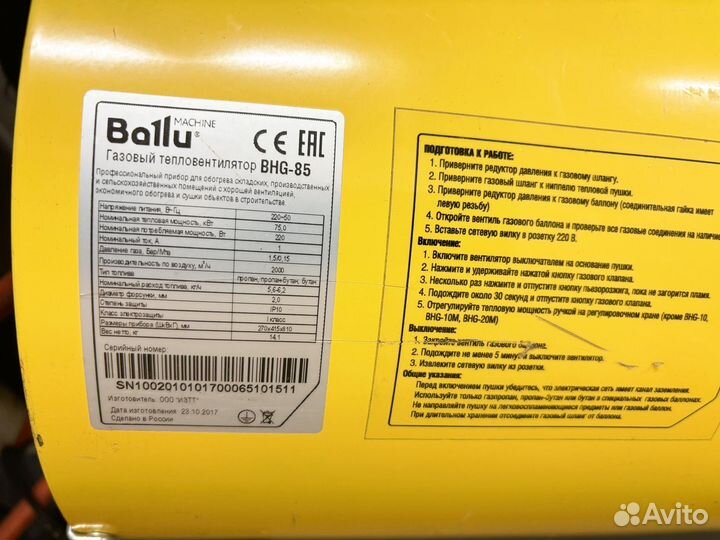 Ballu® MACHINE
CE EAC
Газовый тепловентилятор BHG-85
Профессиональный прибор для обогрева складских, производственных
и сельскохозяйственных помещений с хорошей вентиляцией,
экономичного обогрева и сушки объектов в строительстве.
Напряжение питания, В~Гц 220~50
Номинальная тепловая мощность, кВт 75,0
Номинальная потребляемая мощность, Вт 220
Номинальный ток, А 1
Давление газа, Бар/Мпа 1,5/0,15
Производительность по воздуху, м³/ч 2000
Тип топлива пропан, пропан-бутан, бутан
Номинальный расход топлива, кг/ч 5,6-6,2
Диаметр форсунки, мм 2,0
Степень защиты IP10
Класс электрозащиты I класс
Размеры прибора (ШхВхГ), мм 270х415х810
Вес нетто, кг 14,1
Серийный номер:
SN1002010101700065101511
Изготовитель: ООО "ИЗТТ"
Дата изготовления 23.10.2017
Сделано в России
ПОДГОТОВКА К РАБОТЕ:
1. Приверните редуктор давления к газовому шлангу.
2. Приверните газовый шланг к ниппелю тепловой пушки.
3. Приверните редуктор давления к газовому баллону (соединительная гайка имеет
левую резьбу)
4. Откройте вентиль газового баллона и проверьте все газовые соединения на наличие
5. Вставьте сетевую вилку в розетку 220 В.
Включение:
1. Включите вентилятор выключателем на основание пушки.
2. Нажмите и удерживайте нажатой кнопку газового клапана.
3. Несколько раз нажмите и отпустите кнопку пьезорозжига, пока не загорится пламя.
4. Подождите около 30 секунд и отпустите кнопку газового клапана.
5. Отрегулируйте тепловую мощность ручкой на регулировочном кране (кроме BHG-10,
BHG-10M, BHG-20M)
Выключение:
1. Закройте вентиль газового баллона.
2. Подождите не менее 5 минут и выключите вентилятор.
3. Извлеките сетевую вилку из розетки.
Общие указания:
Перед включением пушки убедитесь, что электрическая сеть имеет канал заземления.
Используйте только газпропан, пропан-бутан или бутан в специальных газовых баллонах.
Не направляйте пушку на легковоспламеняющиеся предметы или газовый баллон.
При длительном хранении отсоедините газовый шланг от баллона.
Avito